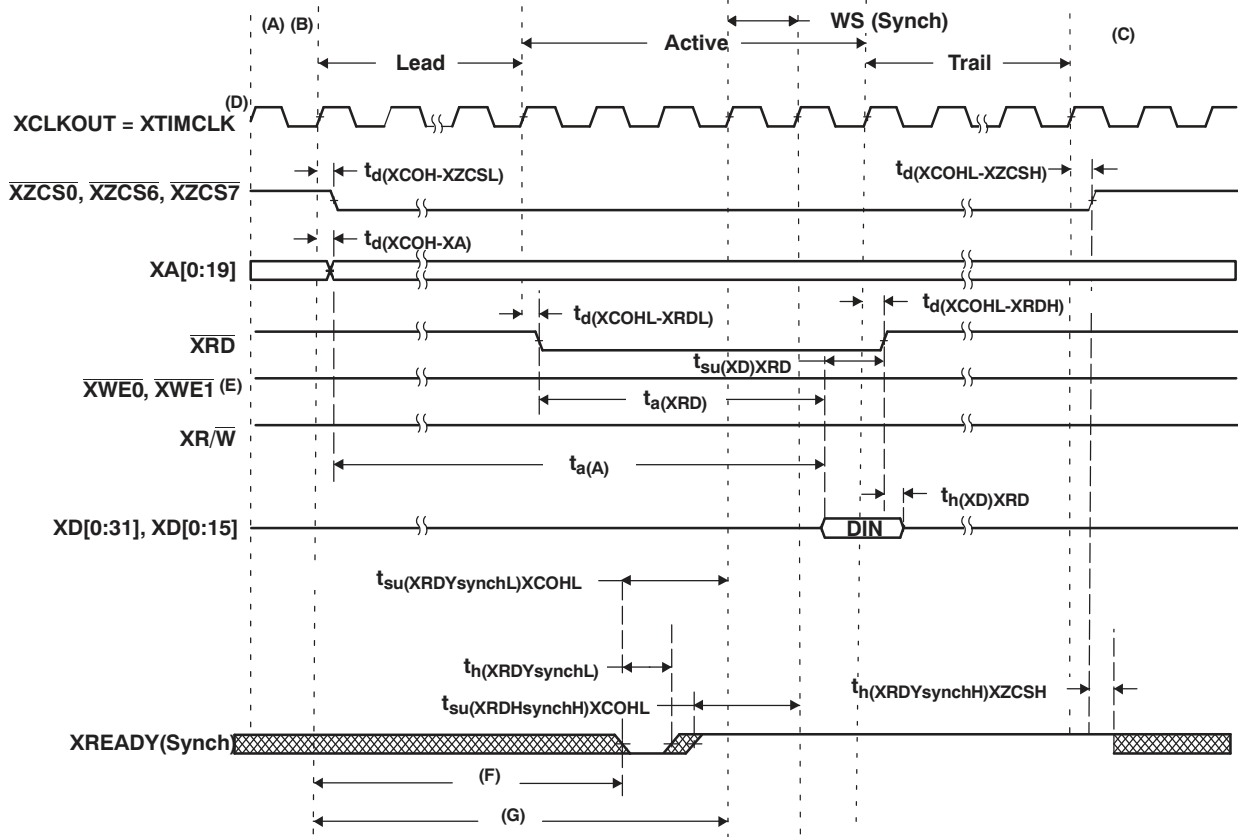 (A) (B)
WS (Synch)
(C)
Active
Lead
Trail
(D)
XCLKOUT = XTIMCLK
td(XCOH-XZCSL)
td(XCOHL-XZCSH)
XZCS0, XZCS6, XZCS7
td(XCOH-XA)
XA[0:19]
td(XCOHL-XRDL)
td(XCOHL-XRDH)
XRD
tsu(XD)XRD
XWE0, XWE1 (E)
ta(XRD)
XR/W
ta(A)
th(XD)XRD
XD[0:31], XD[0:15]
DIN
tsu(XRDYsynchL)XCOHL
th(XRDYsynchL)
th(XRDYsynchH)XZCSH
tsu(XRDHsynchH)XCOHL
XREADY(Synch)
(F)
(G)